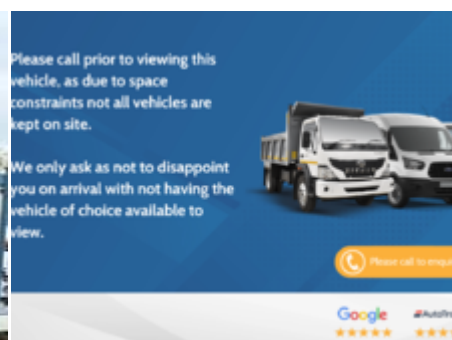 Please call prior to viewing this
vehicle, as due to space
constraints not all vehicles are
kept on site.
We only ask as not to disappoint
you on arrival with not having the
vehicle of choice available to
view.
Please call to enqui
Google